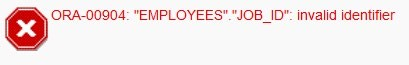 ORA-00904: "EMPLOYEES"."JOB_ID": invalid identifier